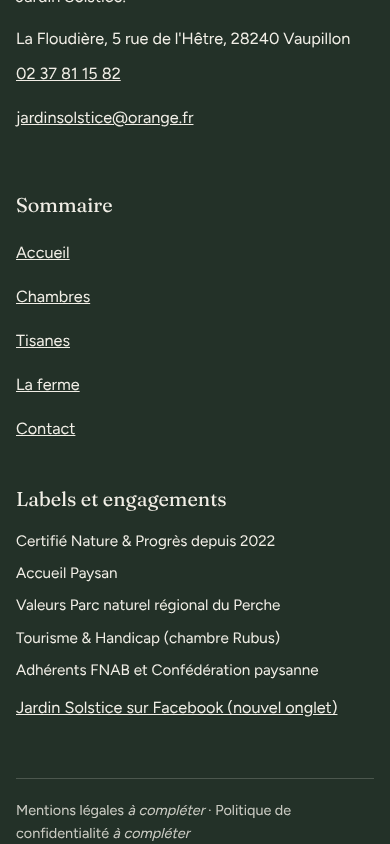 Jardin Solstice.
La Floudière, 5 rue de l'Hêtre, 28240 Vaupillon
02 37 81 15 82
jardinsolstice@orange.fr
Sommaire
Accueil
Chambres
Tisanes
La ferme
Contact
Labels et engagements
Certifié Nature & Progrès depuis 2022
Accueil Paysan
Valeurs Parc naturel régional du Perche
Tourisme & Handicap (chambre Rubus)
Adhérents FNAB et Confédération paysanne
Jardin Solstice sur Facebook (nouvel onglet)
Mentions légales à compléter · Politique de
confidentialité à compléter